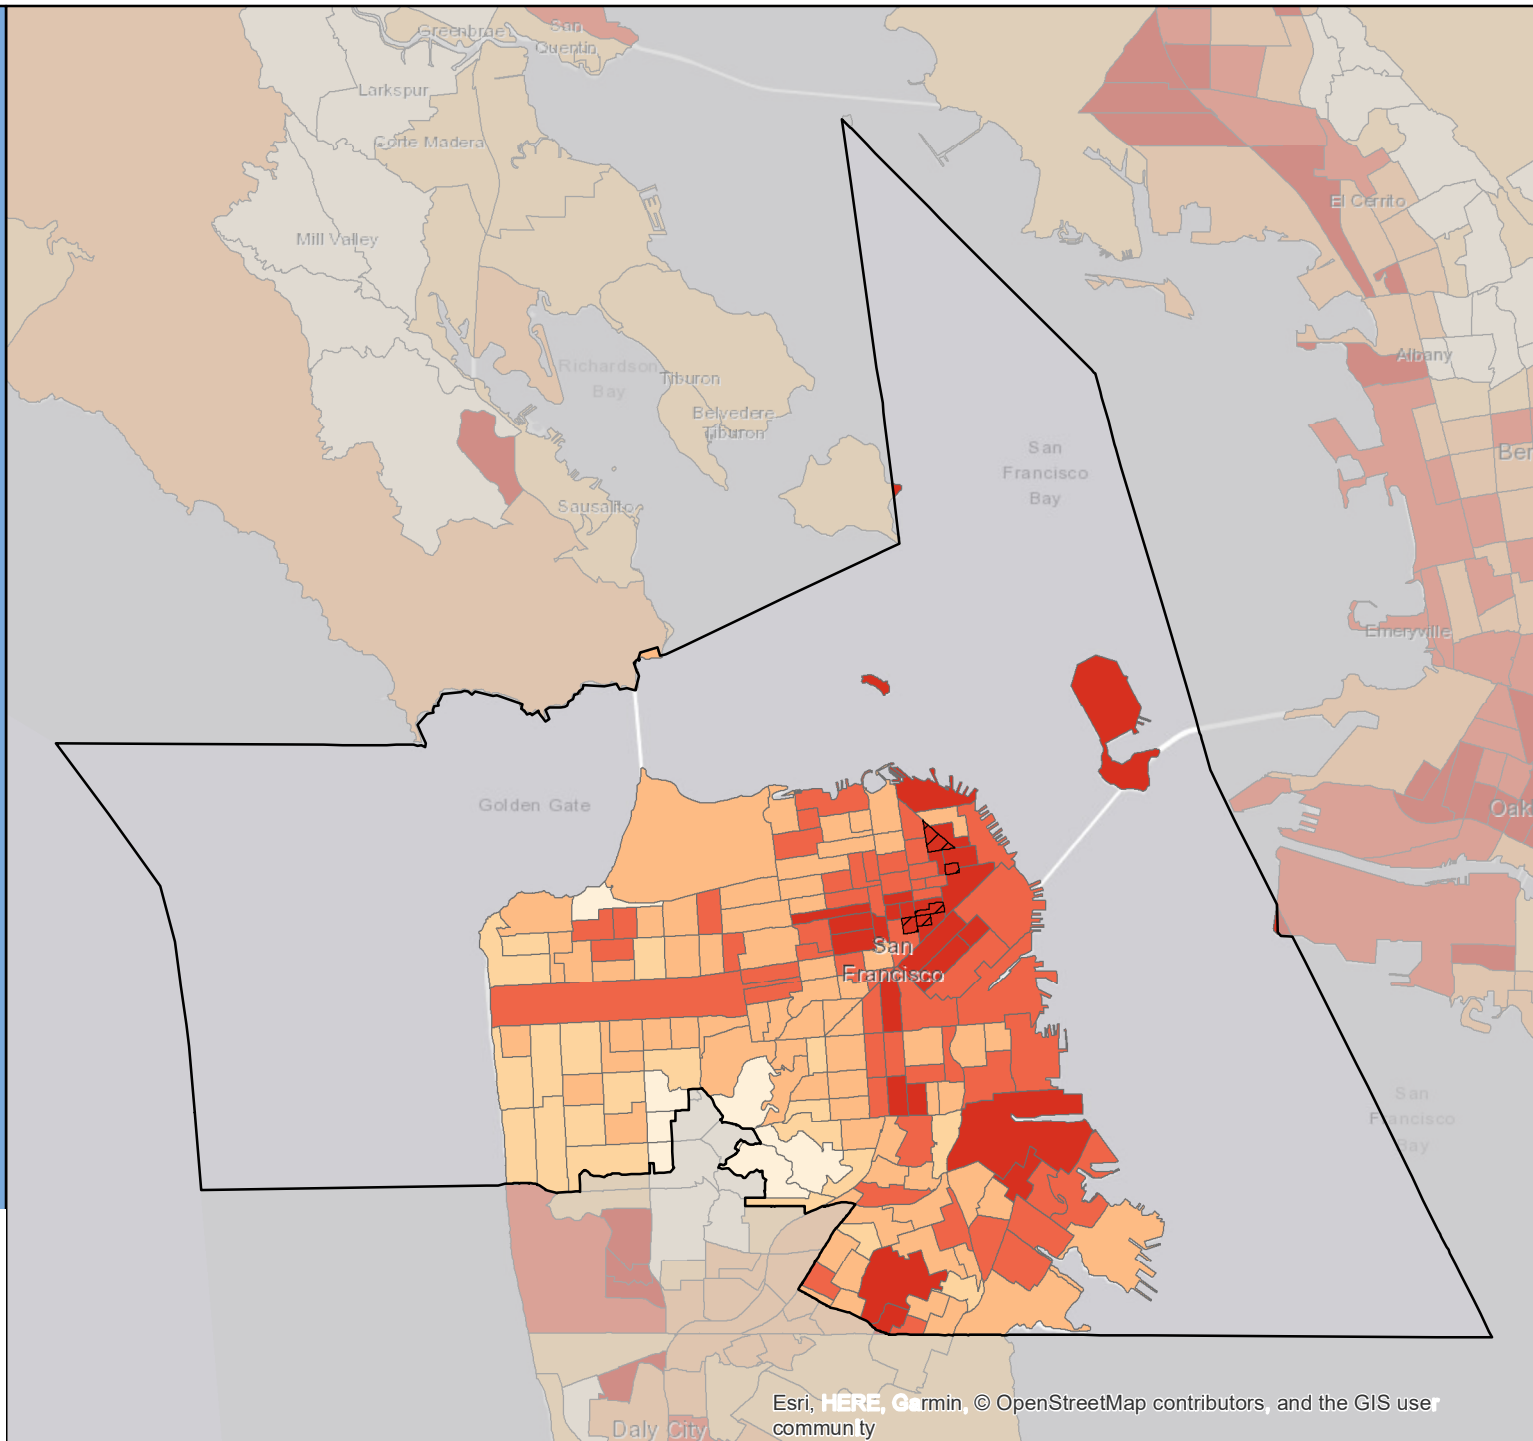 Greenbrae
San
Quentin
Larkspur
Corte Madera
El Cerrito
Mill Valley
Albany
Richardson
Bay
Tiburon
Belvedere
Tiburon
San
Francisco
Bay
Ber
Sausalito
Emeryville
Golden Gate
Oak
San
Francisco
San
Francisco
Bay
Esri, HERE, Garmin, © OpenStreetMap contributors, and the GIS user
community
Daly City